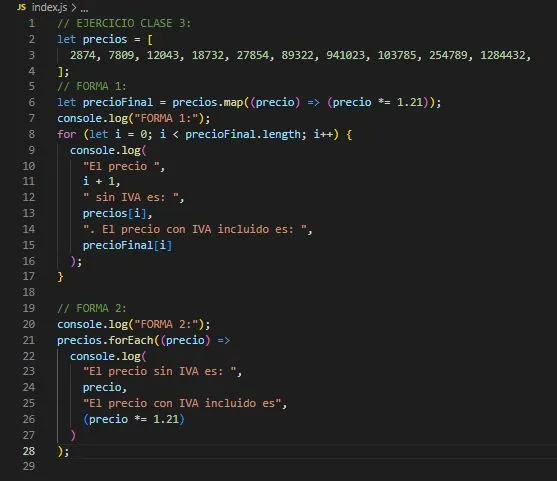 JS index.js > ...
1 // EJERCICIO CLASE 3:
2 let precios = [
3   2874, 7809, 12043, 18732, 27854, 89322, 941023, 103785, 254789, 1284432,
4 ];
5 // FORMA 1:
6 let precioFinal = precios.map((precio) => (precio *= 1.21));
7 console.log("FORMA 1:");
8 for (let i = 0; i < precioFinal.length; i++) {
9   console.log(
10     "El precio ",
11     i + 1,
12     " sin IVA es: ",
13     precios[i],
14     ". El precio con IVA incluido es: ",
15     precioFinal[i]
16   );
17 }
18
19 // FORMA 2:
20 console.log("FORMA 2:");
21 precios.forEach((precio) =>
22   console.log(
23     "El precio sin IVA es: ",
24     precio,
25     "El precio con IVA incluido es",
26     (precio *= 1.21)
27   )
28 );
29